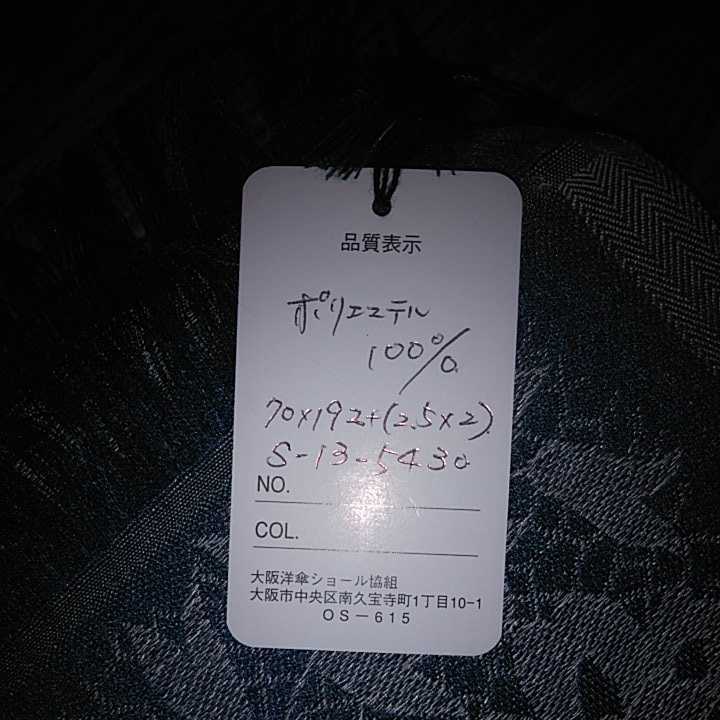 品質表示
ポリエステル
100%
70×192+(2.5×2)
S-13-5430
NO.
COL.
大阪洋傘ショール協組
大阪市中央区南久宝寺町1丁目10-1
OS-615